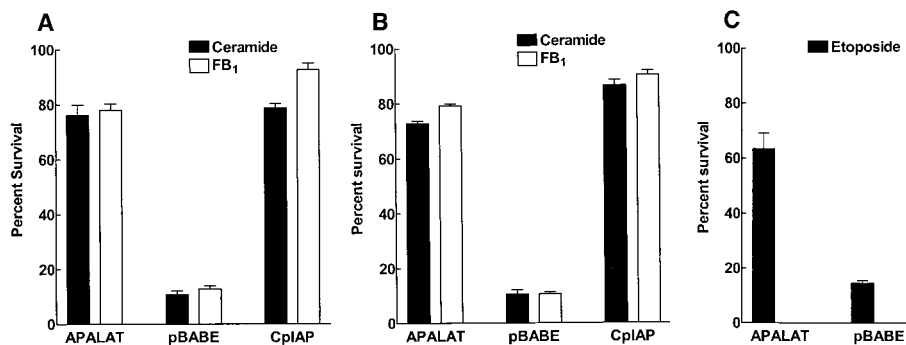 A
Ceramide
FB₁
Percent Survival
100
80
60
40
20
0
APALAT
pBABE
CpIAP
B
Ceramide
FB₁
Percent survival
100
80
60
40
20
0
APALAT
pBABE
CpIAP
C
Etoposide
Percent survival
100
80
60
40
20
0
APALAT
pBABE